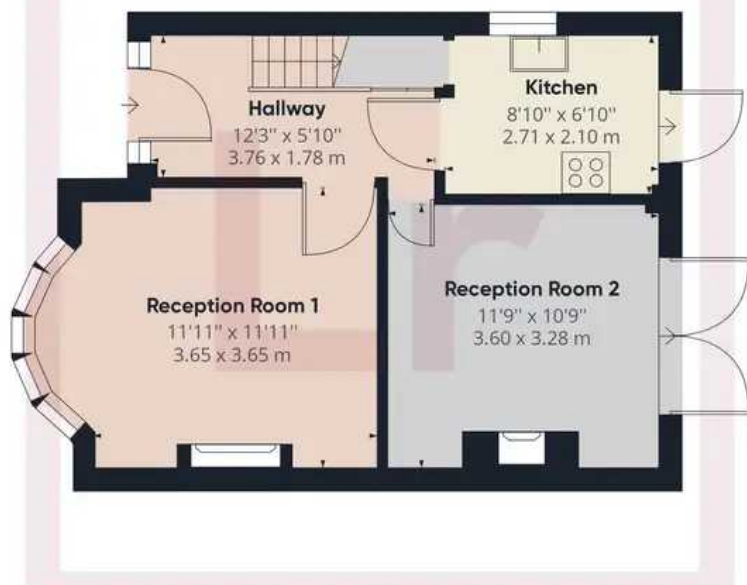 Hallway
12'3" x 5'10"
3.76 x 1.78 m
Kitchen
8'10" x 6'10"
2.71 x 2.10 m
Reception Room 1
11'11" x 11'11"
3.65 x 3.65 m
Reception Room 2
11'9" x 10'9"
3.60 x 3.28 m
Lr